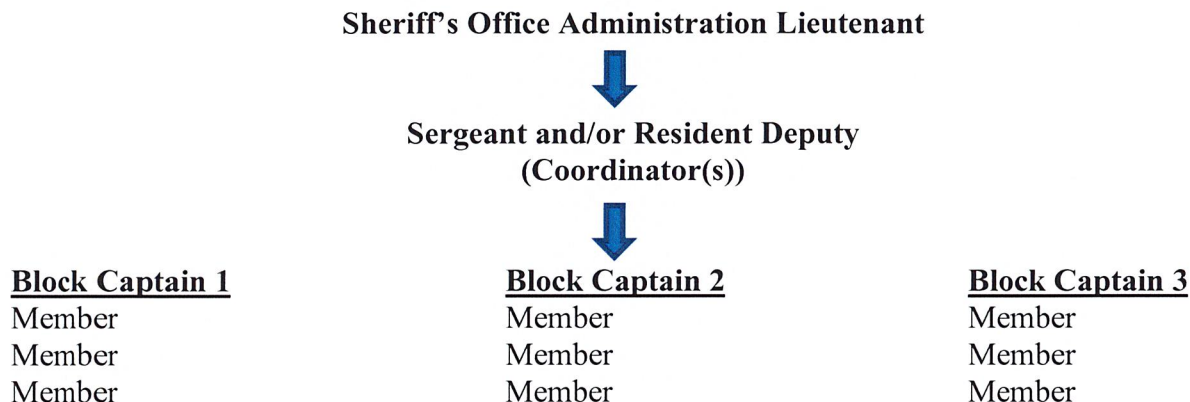 Sheriff’s Office Administration Lieutenant
Sergeant and/or Resident Deputy
(Coordinator(s))
Block Captain 1 Block Captain 2 Block Captain 3
Member Member Member
Member Member Member
Member Member Member